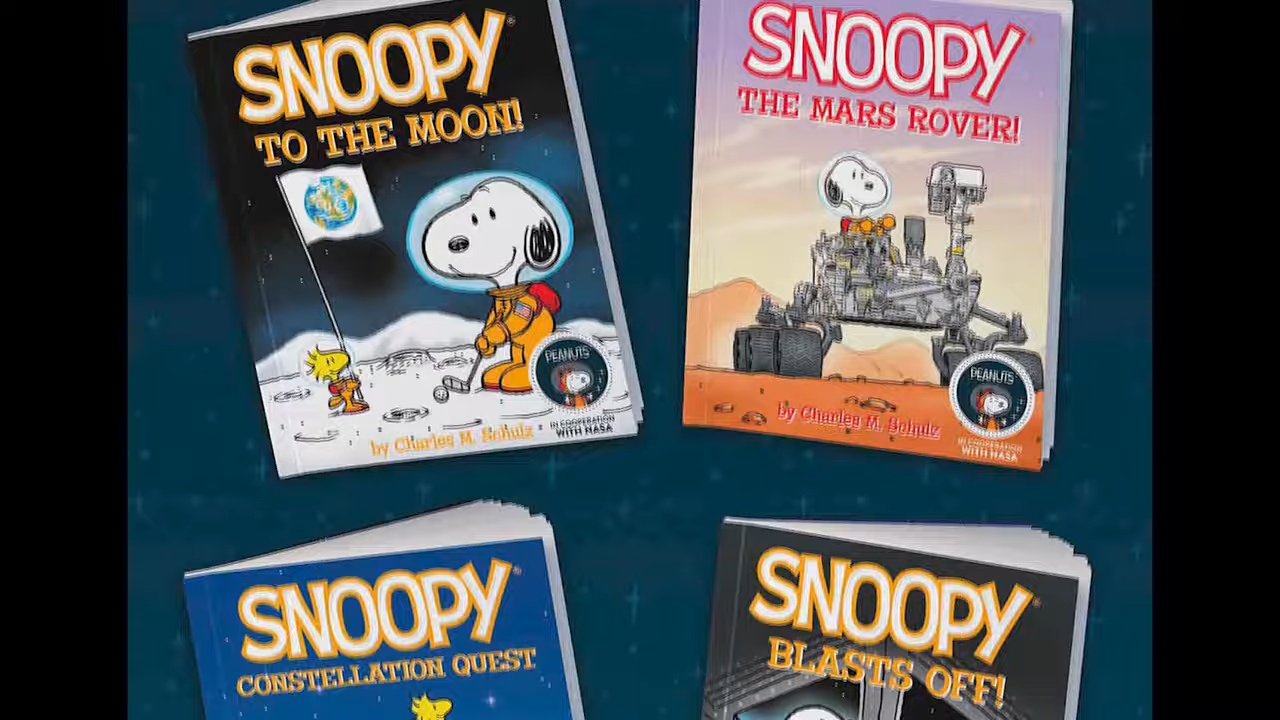 SNOOPY
TO THE MOON!
PEANUTS
by Charles M. Schulz
IN COOPERATION
WITH NASA
SNOOPY
THE MARS ROVER!
PEANUTS
by Charles M. Schulz
IN COOPERATION
WITH NASA
SNOOPY
CONSTELLATION QUEST
SNOOPY
BLASTS OFF!